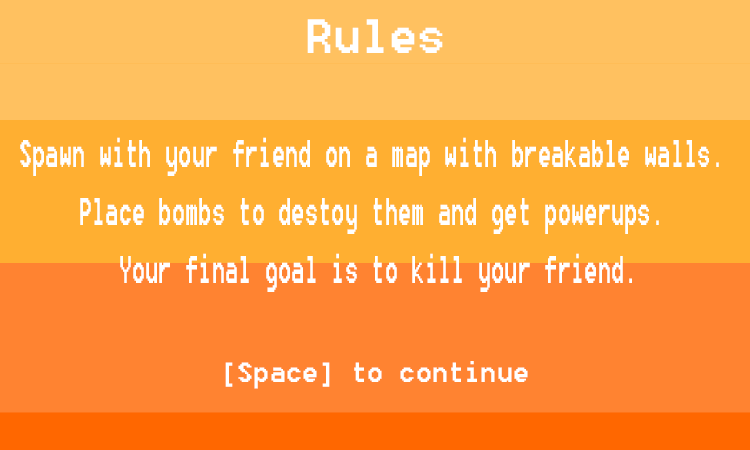 Rules
Spawn with your friend on a map with breakable walls.
Place bombs to destoy them and get powerups.
Your final goal is to kill your friend.
[Space] to continue